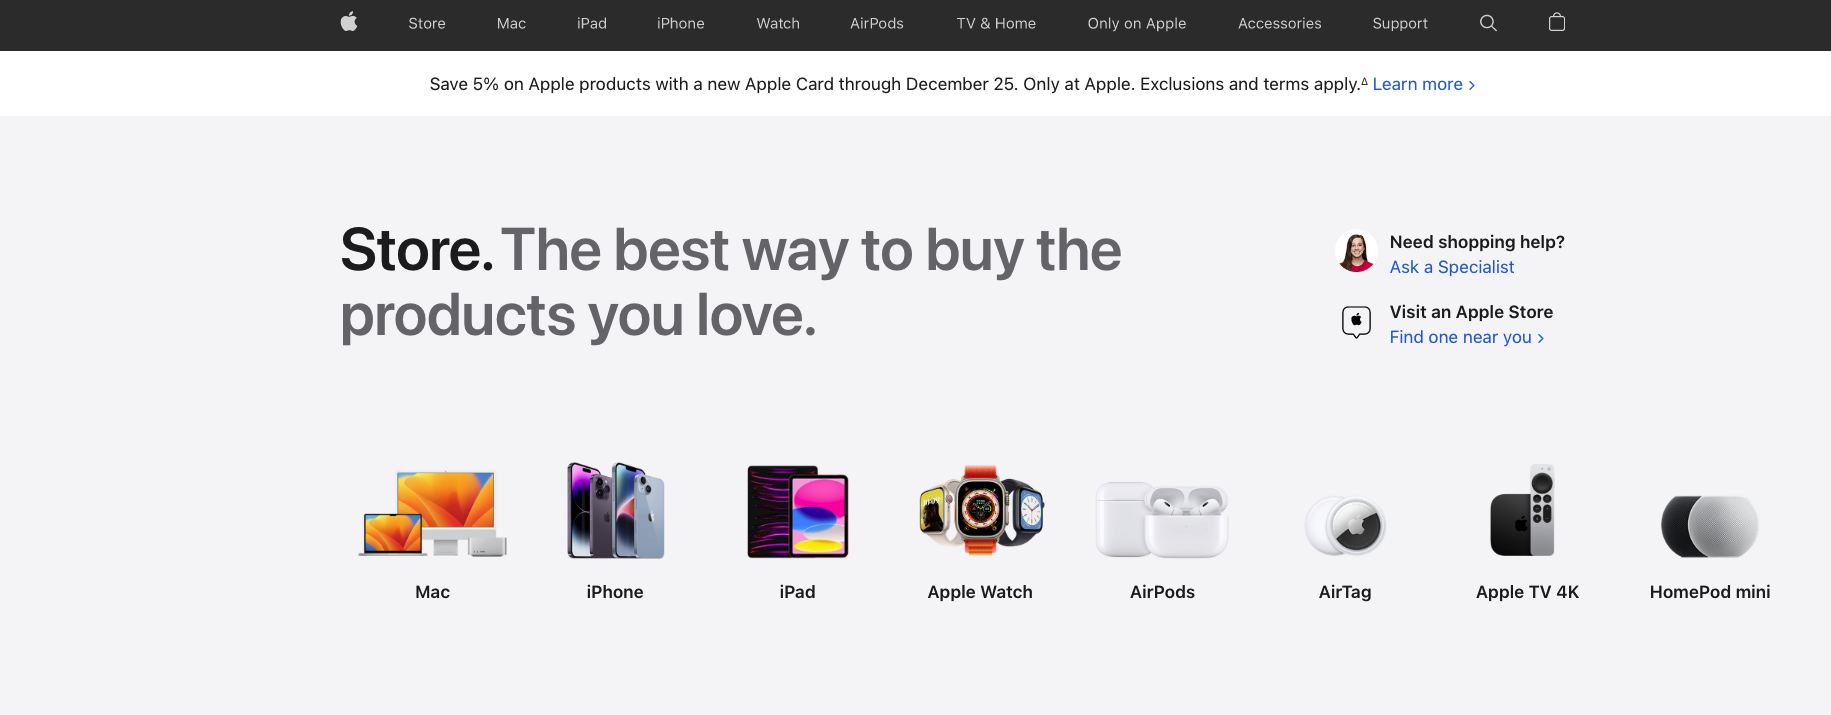 Store Mac iPad iPhone Watch AirPods TV & Home Only on Apple Accessories Support
Save 5% on Apple products with a new Apple Card through December 25. Only at Apple. Exclusions and terms apply.∆ Learn more >
Store. The best way to buy the
products you love.
Need shopping help?
Ask a Specialist
Visit an Apple Store
Find one near you >
Mac iPhone iPad Apple Watch AirPods AirTag Apple TV 4K HomePod mini